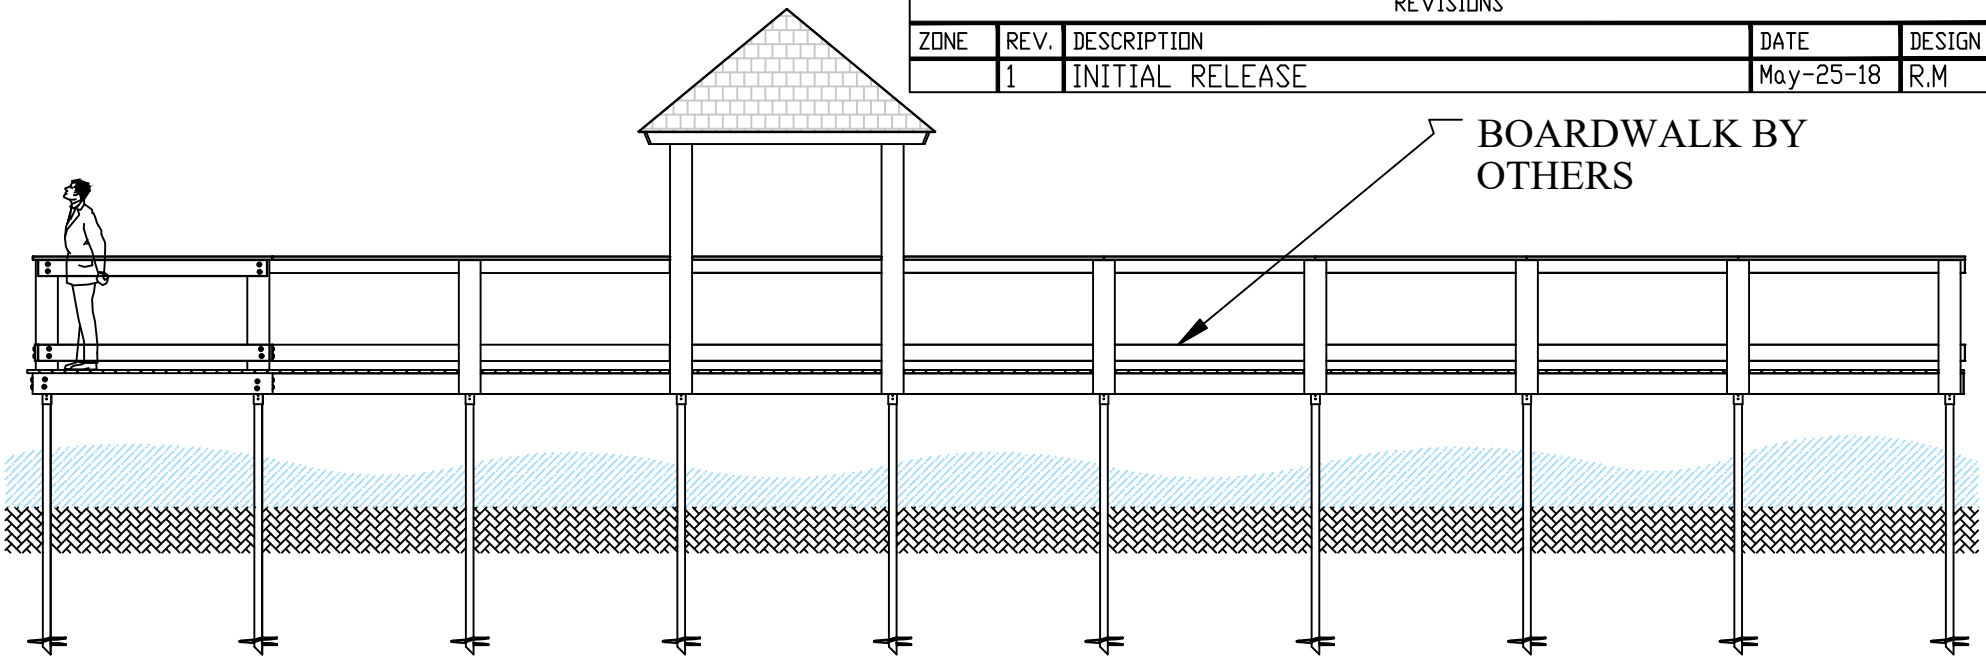 REVISIONS
ZONE REV. DESCRIPTION DATE DESIGN
1 INITIAL RELEASE May-25-18 R.M
BOARDWALK BY
OTHERS